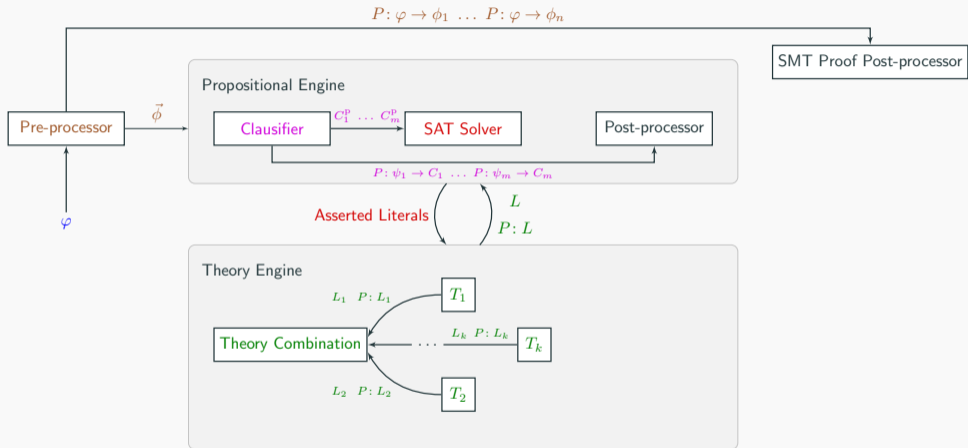 P: φ → ϕ₁ … P: φ → ϕₙ
SMT Proof Post-processor
Propositional Engine
Pre-processor
ϕ⃗
Clausifier
C₁ᵖ … Cₘᵖ
SAT Solver
Post-processor
P: ψ₁ → C₁ … P: ψₘ → Cₘ
φ
Asserted Literals
L
P: L
Theory Engine
L₁ P: L₁
T₁
Theory Combination
…
Lₖ P: Lₖ
Tₖ
L₂ P: L₂
T₂